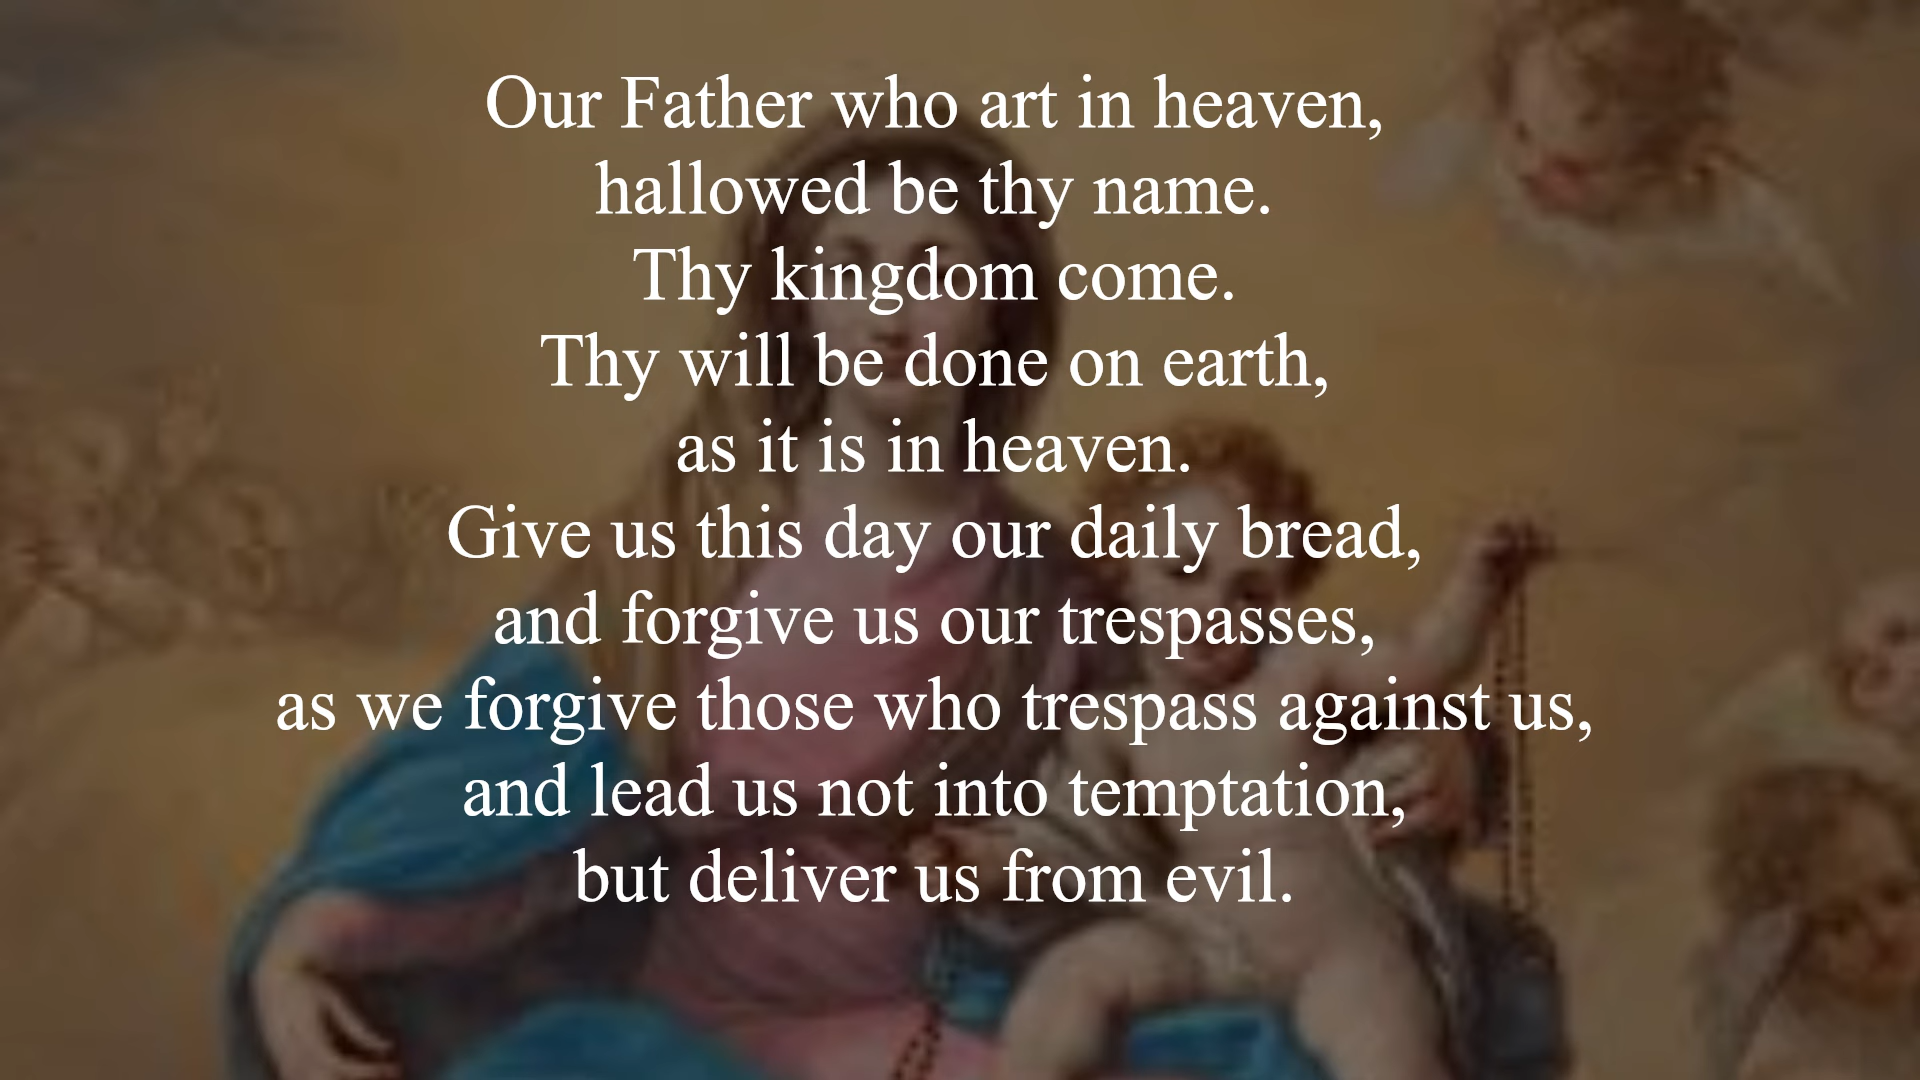 Our Father who art in heaven,
hallowed be thy name.
Thy kingdom come.
Thy will be done on earth,
as it is in heaven.
Give us this day our daily bread,
and forgive us our trespasses,
as we forgive those who trespass against us,
and lead us not into temptation,
but deliver us from evil.